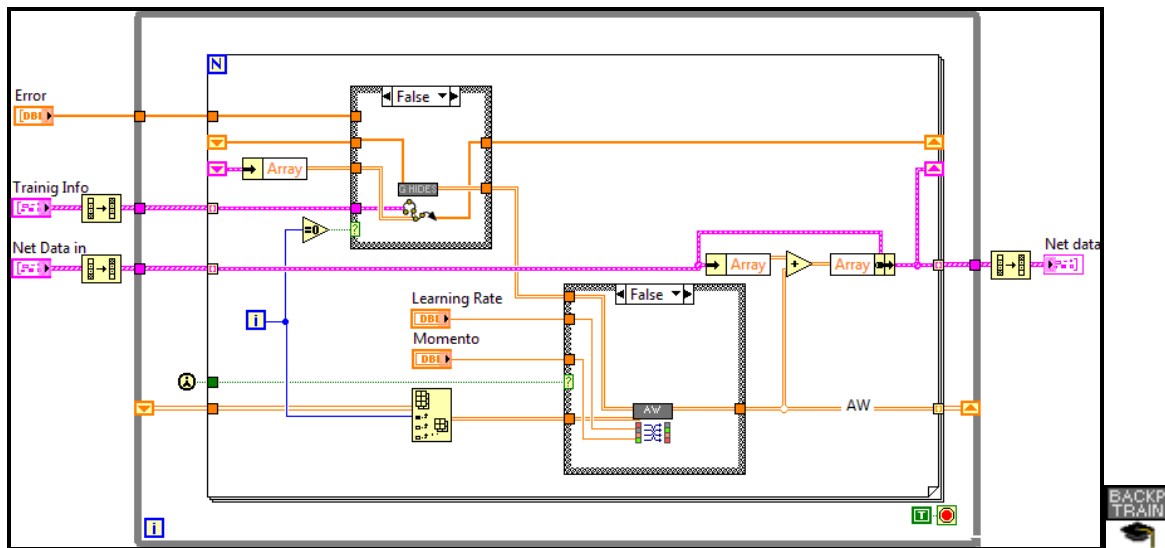 N
False
Error
DBL
Array
G HIDES
Trainig Info
=0
?
Net Data in
Array
+
Array
Net data
False
Learning Rate
DBL
i
Momento
DBL
?
AW
AW
T
i
BACKP
TRAIN